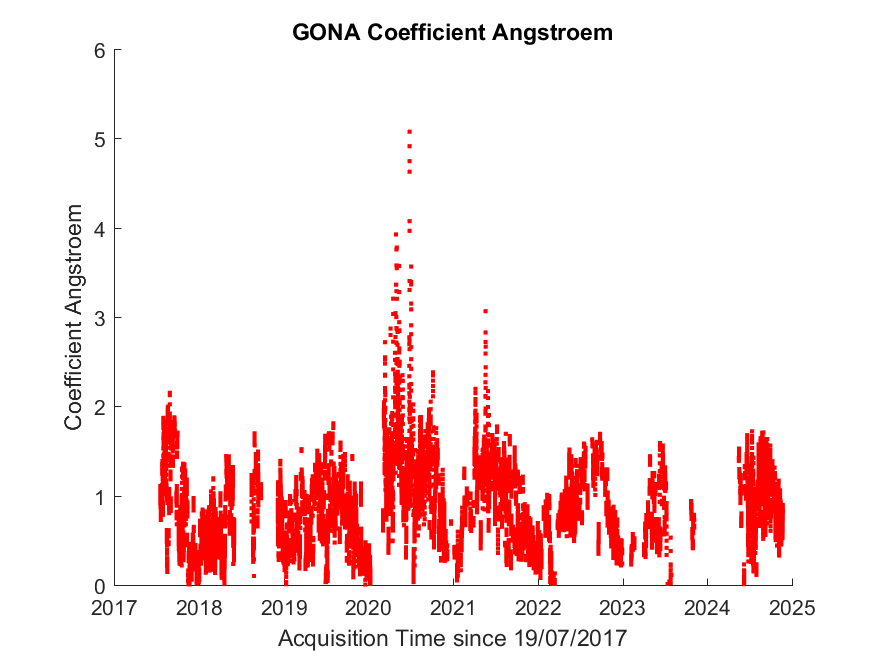 GONA Coefficient Angstroem
6
5
4
3
2
1
0
Coefficient Angstroem
2017 2018 2019 2020 2021 2022 2023 2024 2025
Acquisition Time since 19/07/2017